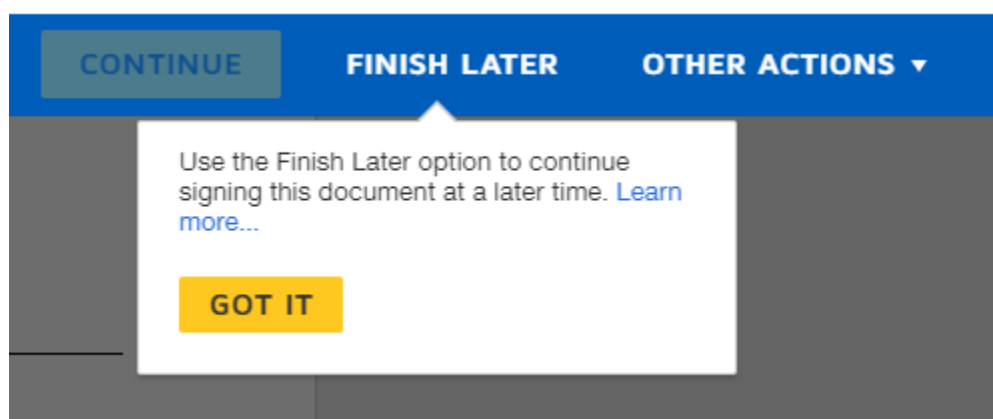 CONTINUE FINISH LATER OTHER ACTIONS
Use the Finish Later option to continue
signing this document at a later time. Learn
more...
GOT IT